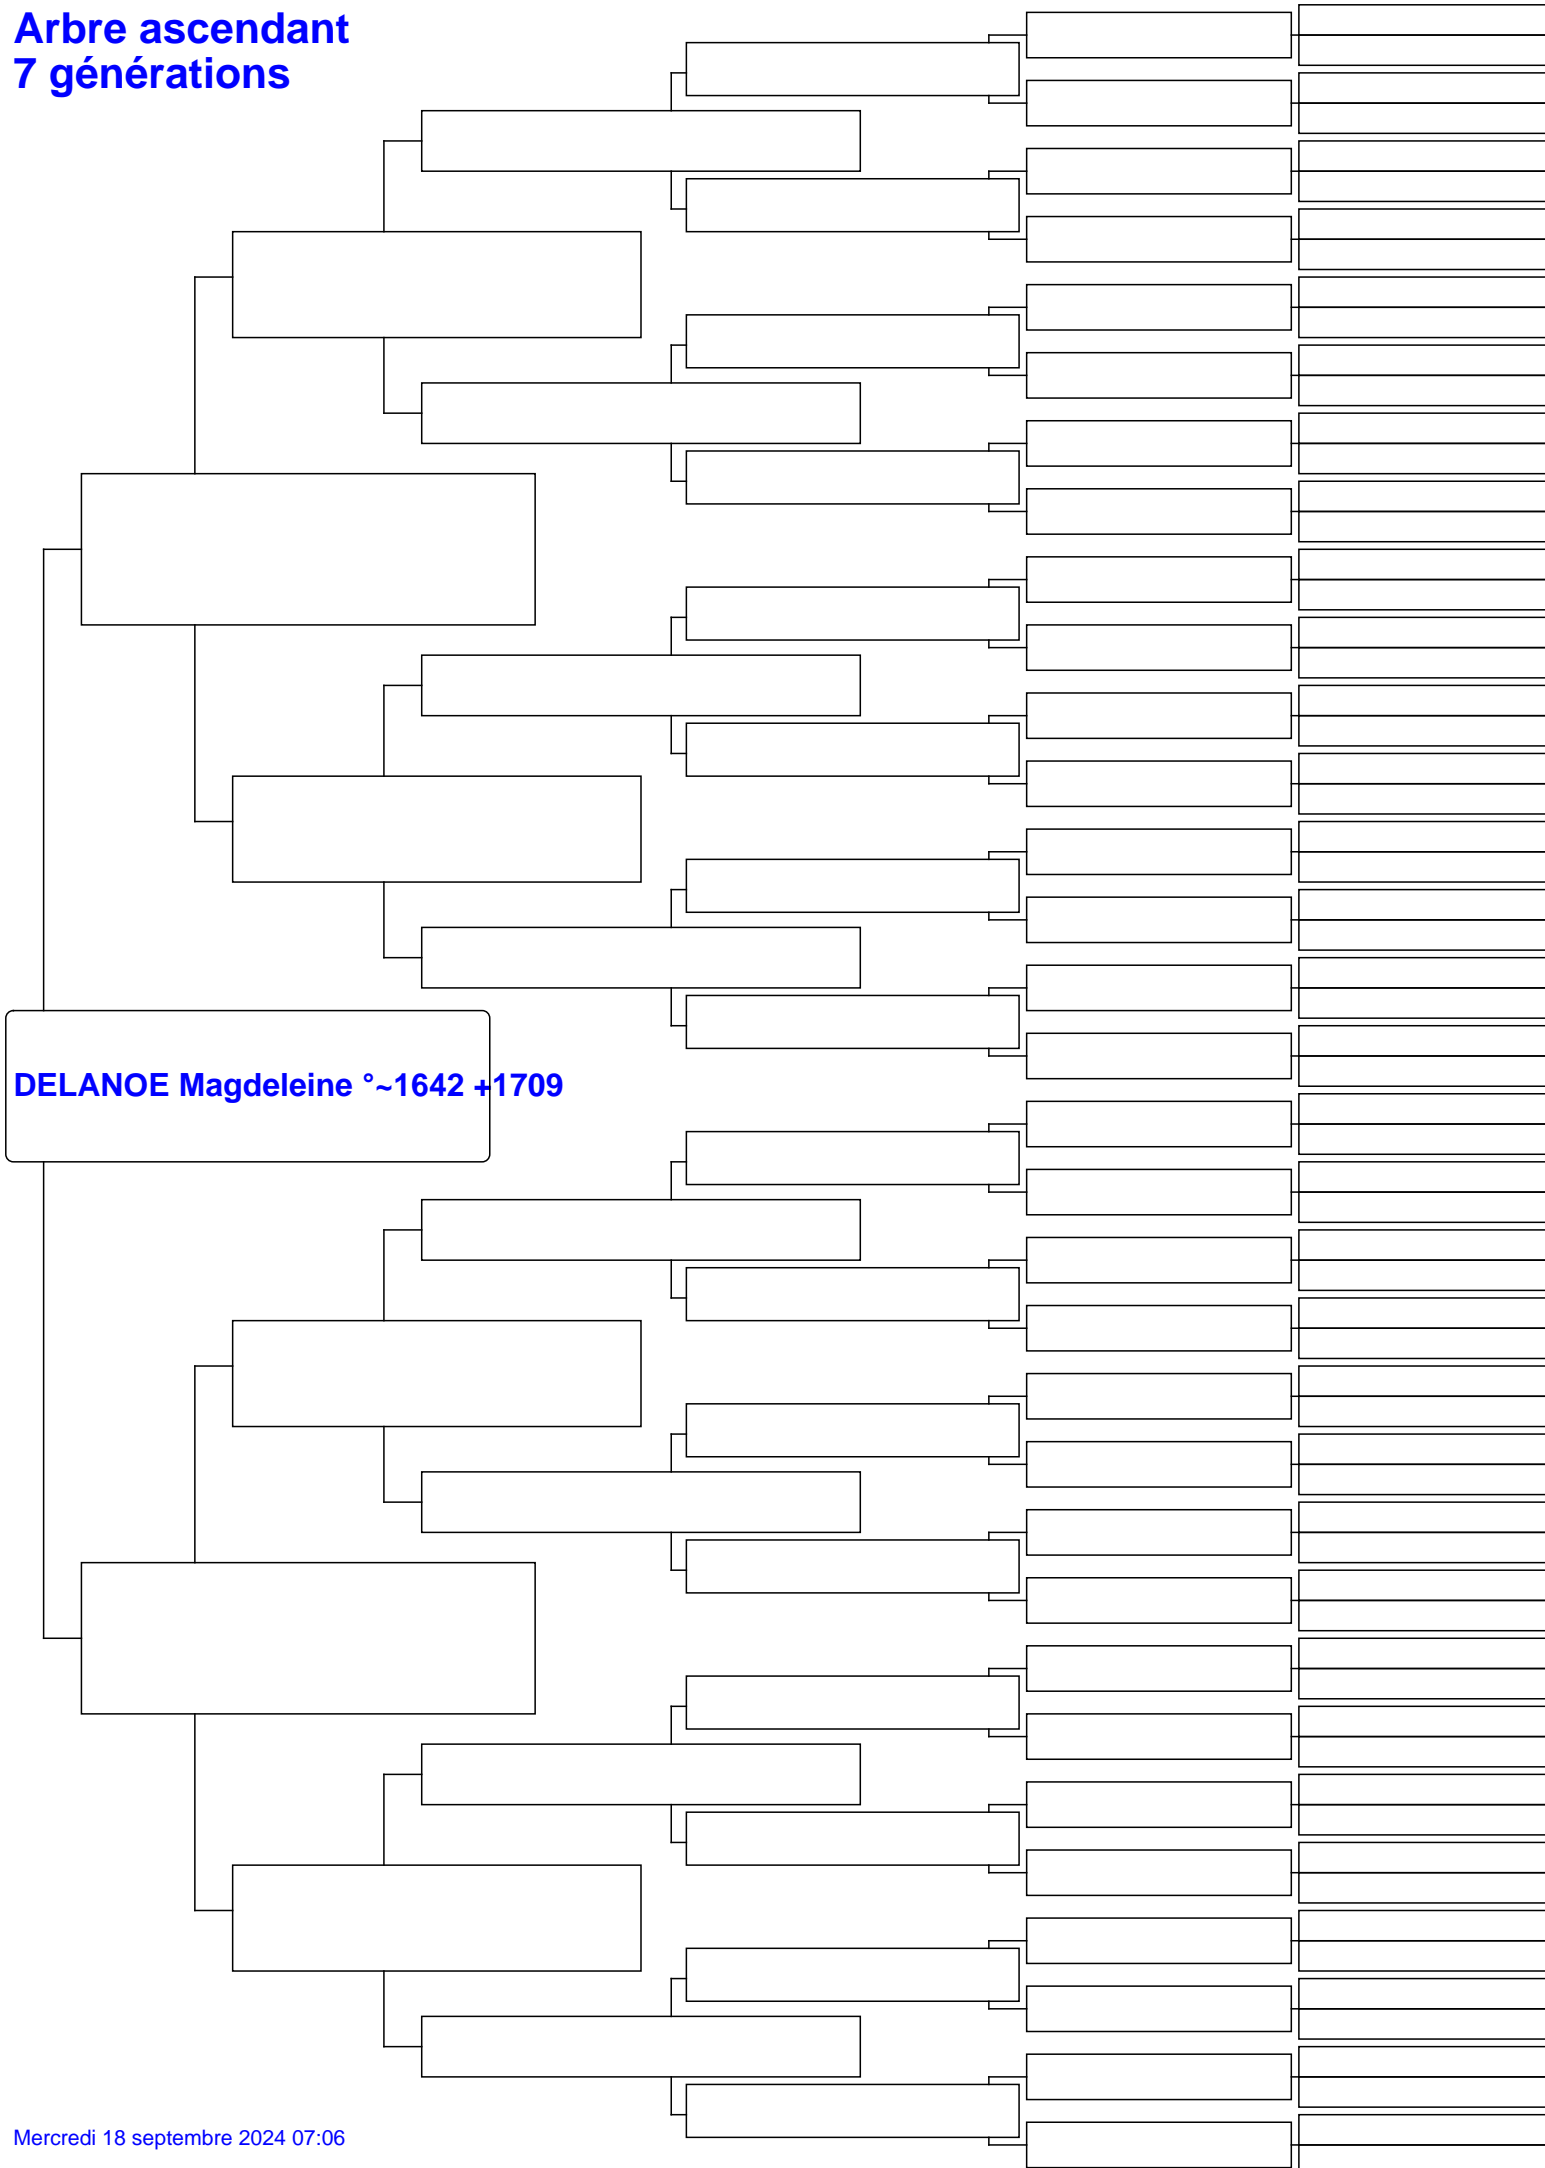 Arbre ascendant
7 générations
DELANOE Magdeleine °~1642 +1709
Mercredi 18 septembre 2024 07:06